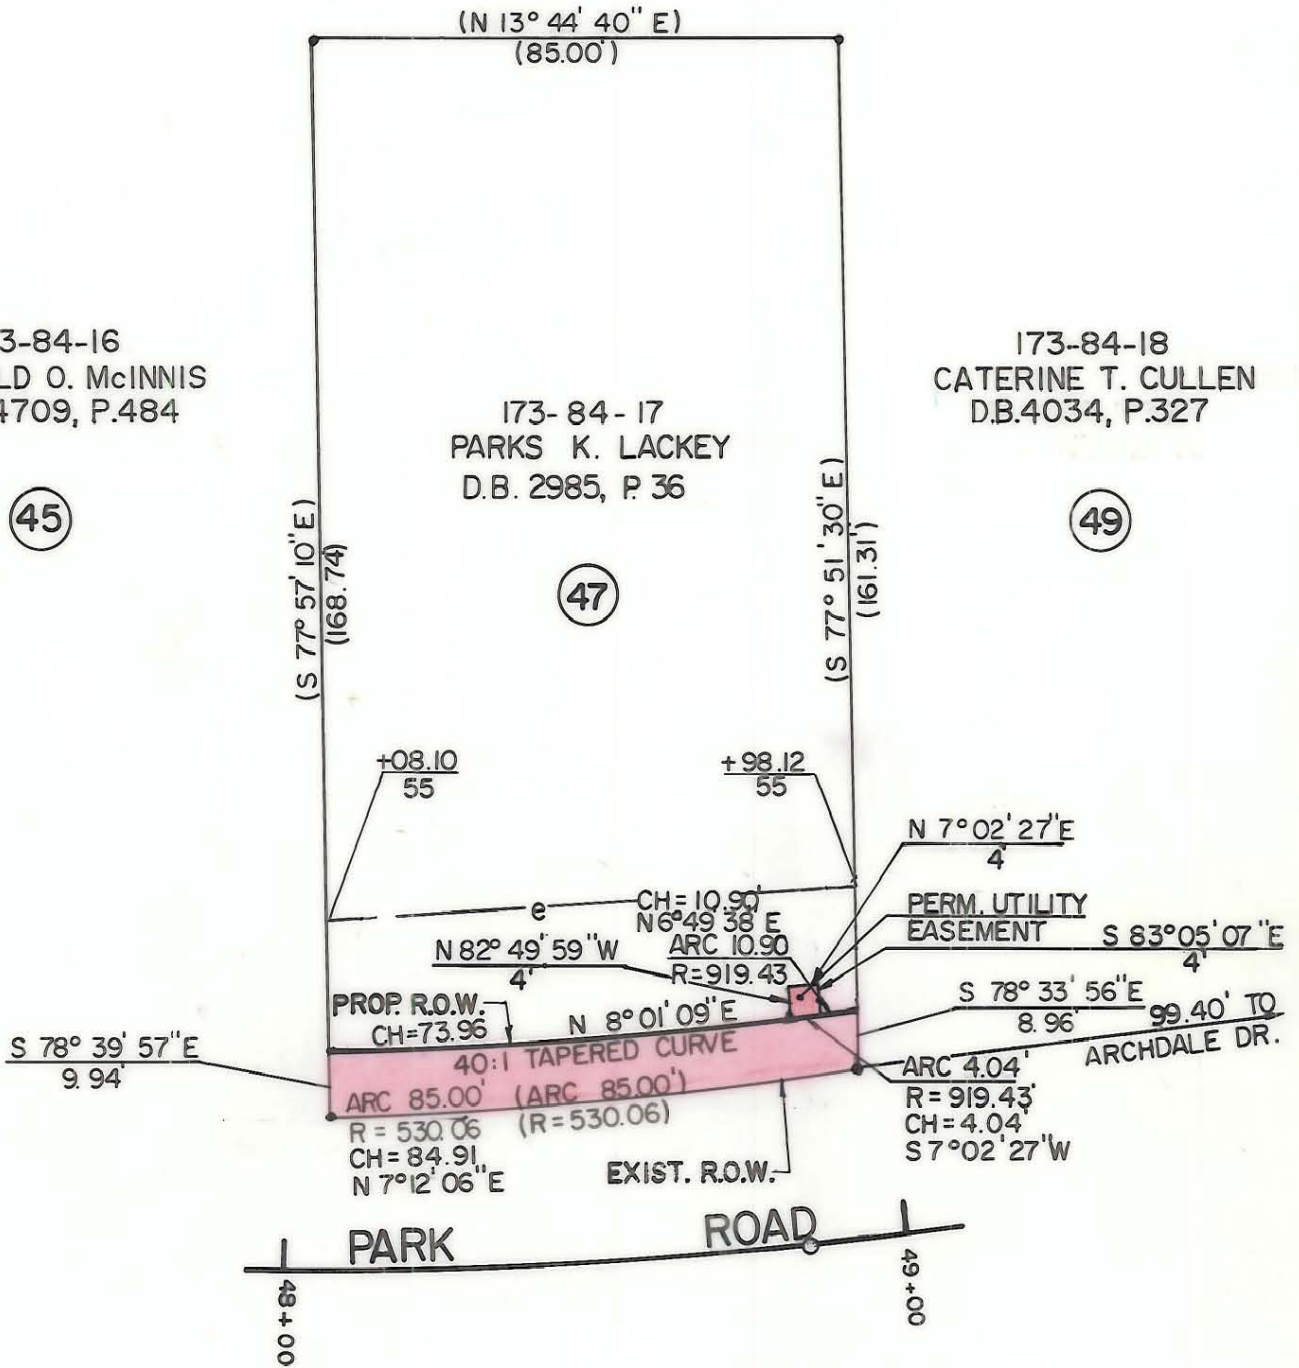 (N 13° 44' 40" E)
(85.00')
3-84-16
LD O. McINNIS
4709, P.484
45
173-84-17
PARKS K. LACKEY
D.B. 2985, P. 36
47
173-84-18
CATERINE T. CULLEN
D.B.4034, P.327
49
(S 77° 57' 10" E)
(168.74)
(S 77° 51' 30" E)
(161.31')
+08.10
55
+98.12
55
N 7° 02' 27"E
4'
e
CH= 10.90'
N6°49'38"E
ARC 10.90
R=919.43
PERM. UTILITY
EASEMENT
S 83°05'07"E
4'
N 82° 49' 59"W
4'
PROP. R.O.W.
CH=73.96
N 8°01'09"E
S 78° 33' 56"E
8.96'
99.40' TO
ARCHDALE DR.
S 78° 39' 57"E
9.94'
40:1 TAPERED CURVE
ARC 85.00' (ARC 85.00')
R = 530.06 (R=530.06)
CH= 84.91
N 7°12'06"E
ARC 4.04'
R=919.43'
CH=4.04'
S7°02'27"W
EXIST. R.O.W.
PARK ROAD
48+00
49+00